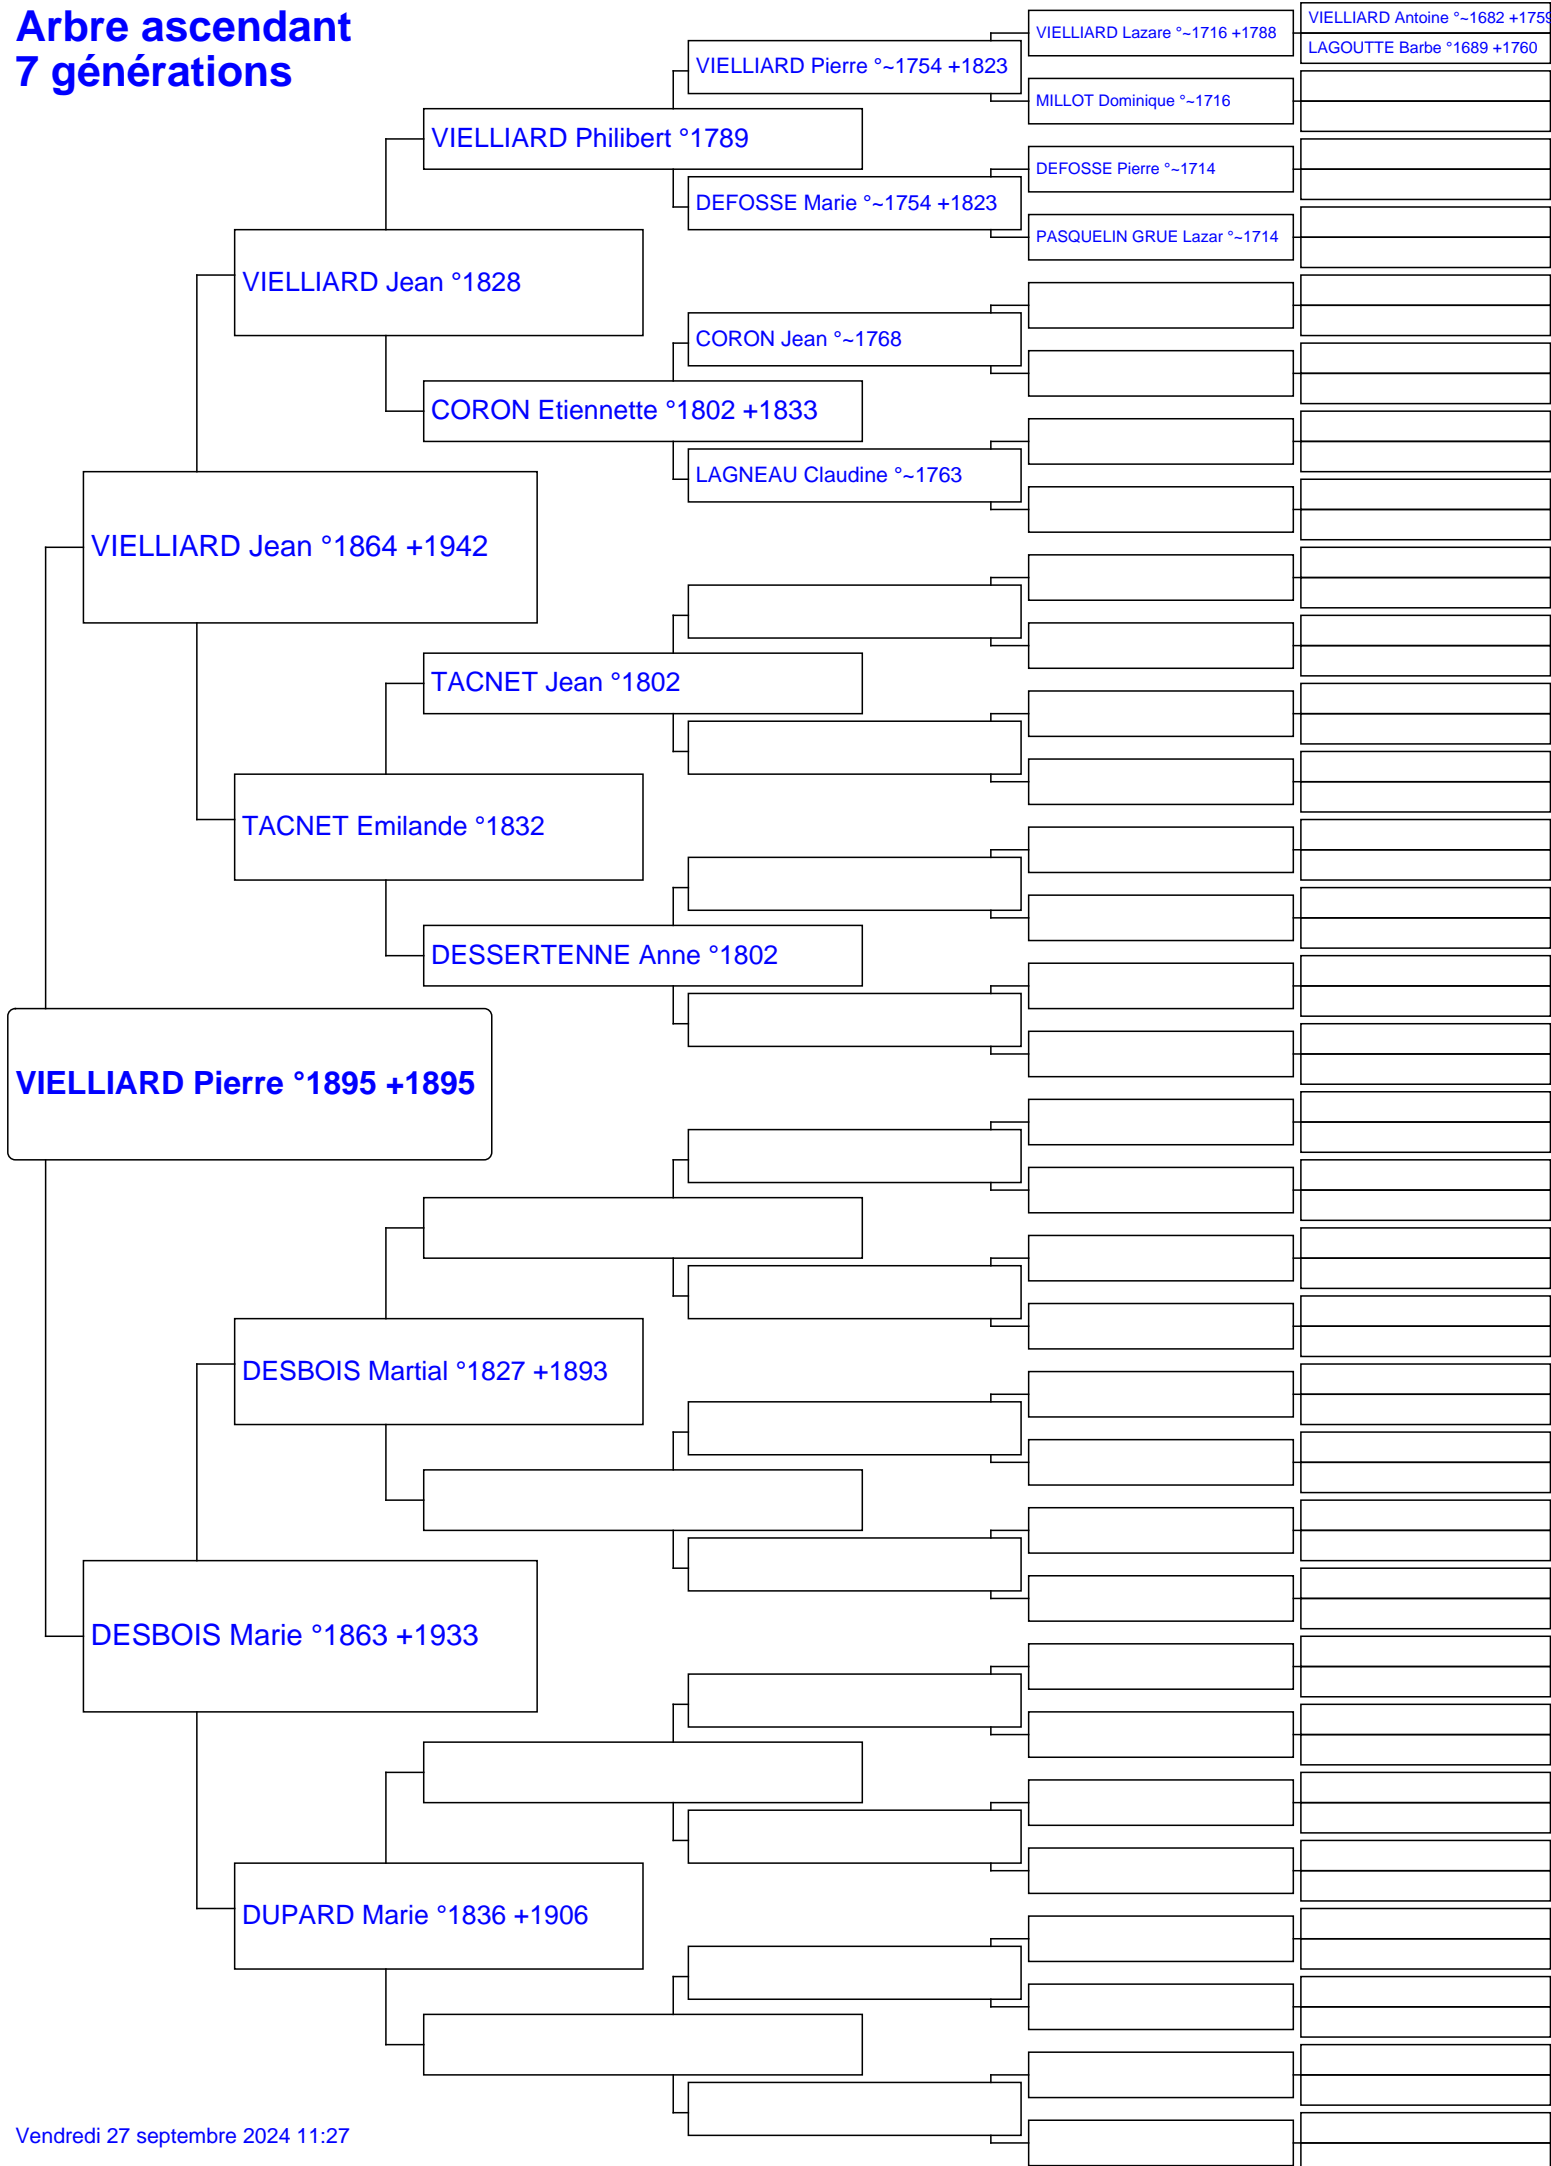 Arbre ascendant
7 générations
VIELLIARD Antoine °~1682 +1759
LAGOUTTE Barbe °1689 +1760
VIELLIARD Lazare °~1716 +1788
VIELLIARD Pierre °~1754 +1823
MILLOT Dominique °~1716
VIELLIARD Philibert °1789
DEFOSSE Pierre °~1714
DEFOSSE Marie °~1754 +1823
PASQUELIN GRUE Lazar °~1714
VIELLIARD Jean °1828
CORON Jean °~1768
CORON Etiennette °1802 +1833
LAGNEAU Claudine °~1763
VIELLIARD Jean °1864 +1942
TACNET Jean °1802
TACNET Emilande °1832
DESSERTENNE Anne °1802
VIELLIARD Pierre °1895 +1895
DESBOIS Martial °1827 +1893
DESBOIS Marie °1863 +1933
DUPARD Marie °1836 +1906
Vendredi 27 septembre 2024 11:27